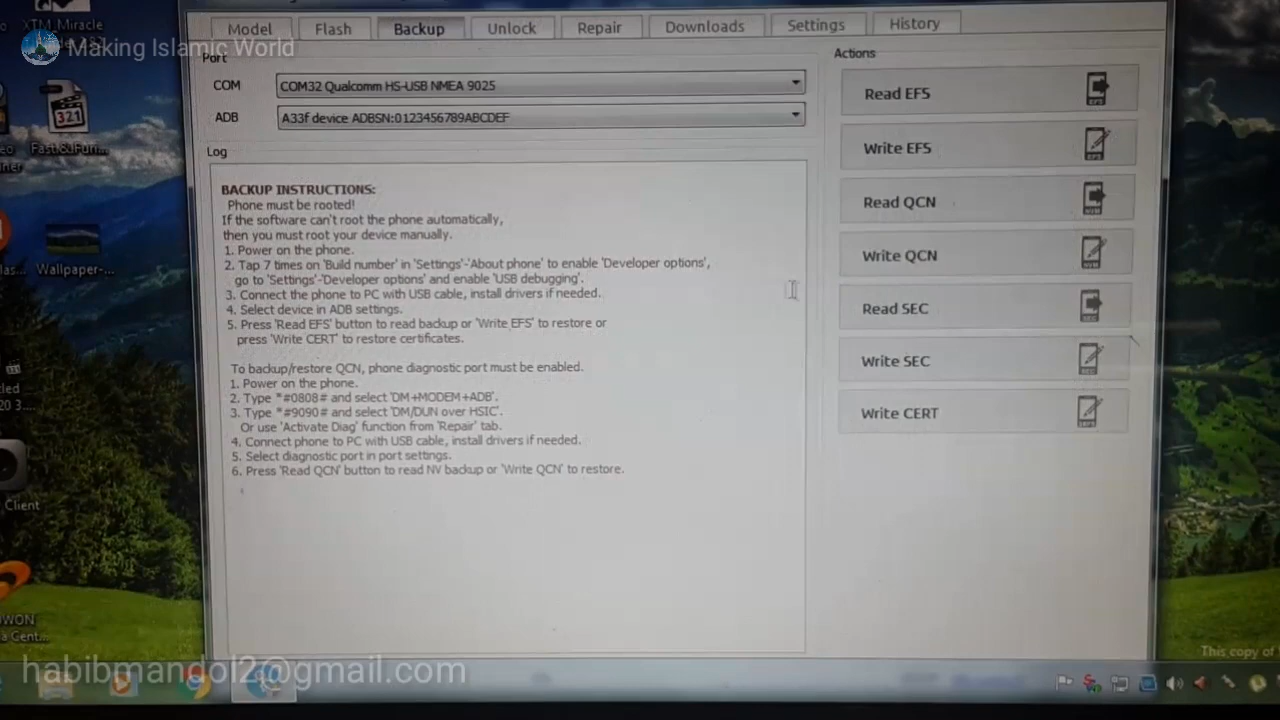 XTM Miracle
Making Islamic World
Model
Flash
Backup
Unlock
Repair
Downloads
Settings
History
Port
Actions
COM
COM32 Qualcomm HS-USB NMEA 9025
ADB
A33f device ADBSN:0123456789ABCDEF
Log
Read EFS
Write EFS
Read QCN
Write QCN
Read SEC
Write SEC
Write CERT
BACKUP INSTRUCTIONS:
Phone must be rooted!
If the software can't root the phone automatically,
then you must root your device manually.
1. Power on the phone.
2. Tap 7 times on 'Build number' in 'Settings'-'About phone' to enable 'Developer options',
go to 'Settings'-'Developer options' and enable 'USB debugging'.
3. Connect the phone to PC with USB cable, install drivers if needed.
4. Select device in ADB settings.
5. Press 'Read EFS' button to read backup or 'Write EFS' to restore or
press 'Write CERT' to restore certificates.
To backup/restore QCN, phone diagnostic port must be enabled.
1. Power on the phone.
2. Type *#0808# and select 'DM+MODEM+ADB'.
3. Type *#9090# and select 'DM/DUN over HSIC'.
Or use 'Activate Diag' function from 'Repair' tab.
4. Connect phone to PC with USB cable, install drivers if needed.
5. Select diagnostic port in port settings.
6. Press 'Read QCN' button to read NV backup or 'Write QCN' to restore.
321
Fast&Furi...
Wallpaper-...
Client
Cent...
This copy of
habibmandol2@gmail.com